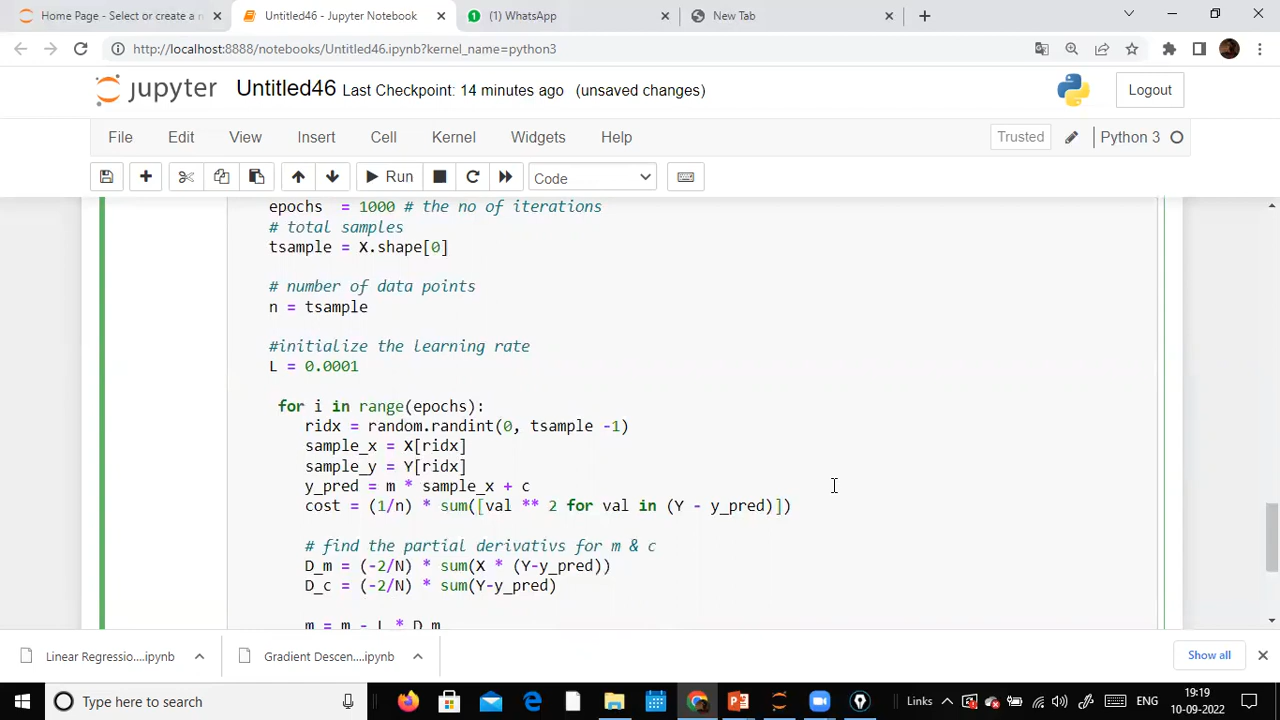 Home Page - Select or create a n
Untitled46 - Jupyter Notebook
(1) WhatsApp
New Tab
http://localhost:8888/notebooks/Untitled46.ipynb?kernel_name=python3
jupyter Untitled46 Last Checkpoint: 14 minutes ago (unsaved changes)
Logout
File Edit View Insert Cell Kernel Widgets Help
Trusted Python 3
Run Code
epochs  = 1000 # the no of iterations
# total samples
tsample = X.shape[0]
# number of data points
n = tsample
#initialize the learning rate
L = 0.0001
for i in range(epochs):
ridx = random.randint(0, tsample -1)
sample_x = X[ridx]
sample_y = Y[ridx]
y_pred = m * sample_x + c
cost = (1/n) * sum([val ** 2 for val in (Y - y_pred)])
# find the partial derivativs for m & c
D_m = (-2/N) * sum(X * (Y-y_pred))
D_c = (-2/N) * sum(Y-y_pred)
m = m - L * D_m
Linear Regressio....ipynb
Gradient Descen....ipynb
Show all
Type here to search
Links
ENG
19:19
10-09-2022